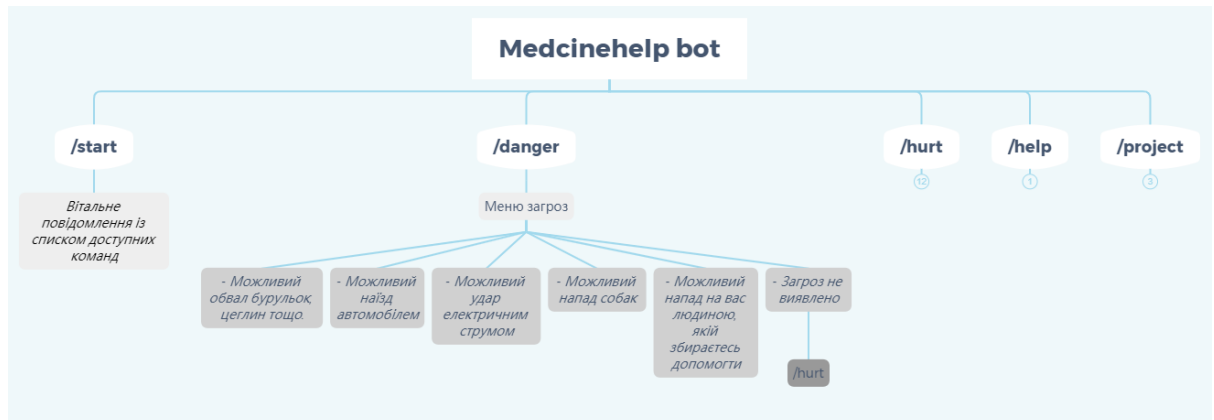 Medcinehelp bot
/start
/danger
/hurt
/help
/project
12
1
3
Вітальне
повідомлення із
списком доступних
команд
Меню загроз
- Можливий
обвал бурульок,
цеглин тощо.
- Можливий
наїзд
автомобілем
- Можливий
удар
електричним
струмом
- Можливий
напад собак
- Можливий
напад на вас
людиною,
якій
збираєтесь
допомогти
- Загроз не
виявлено
/hurt